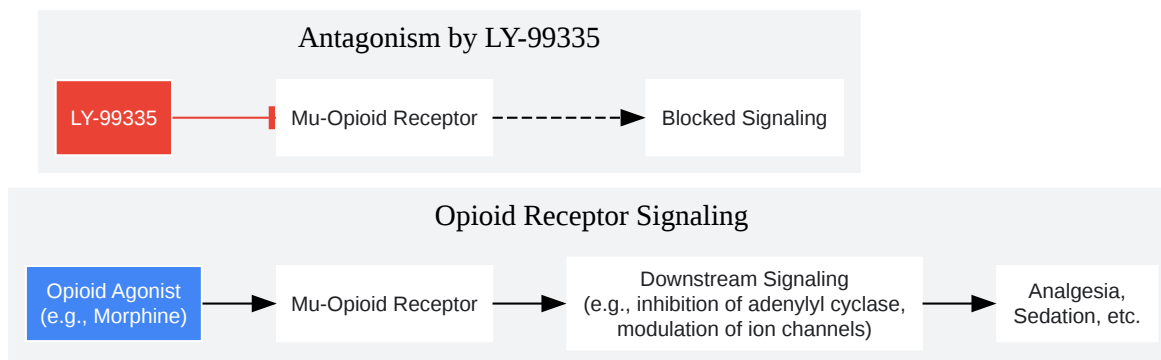 Antagonism by LY-99335
LY-99335
Mu-Opioid Receptor
Blocked Signaling
Opioid Receptor Signaling
Opioid Agonist
(e.g., Morphine)
Mu-Opioid Receptor
Downstream Signaling
(e.g., inhibition of adenylyl cyclase,
modulation of ion channels)
Analgesia,
Sedation, etc.